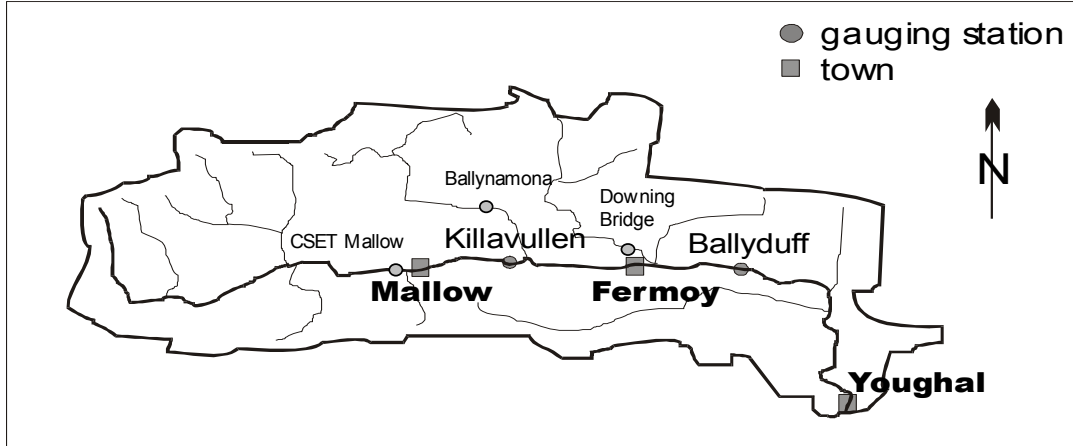 gauging station
town
N
Ballynamona
Downing
Bridge
CSET Mallow
Killavullen
Ballyduff
Mallow
Fermoy
Youghal